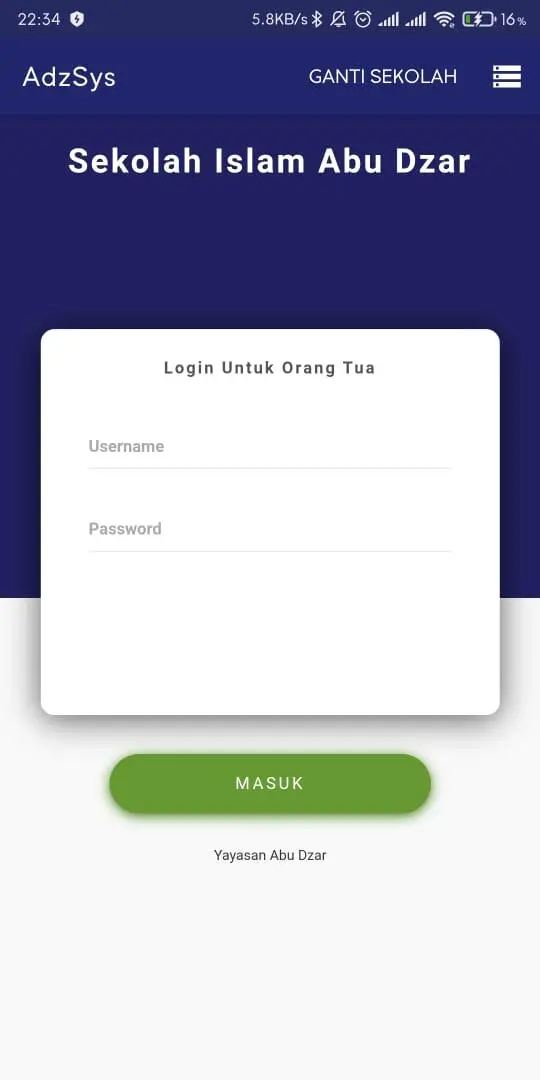 22:34 5.8KB/s 16%
AdzSys GANTI SEKOLAH
Sekolah Islam Abu Dzar
Login Untuk Orang Tua
Username
Password
MASUK
Yayasan Abu Dzar